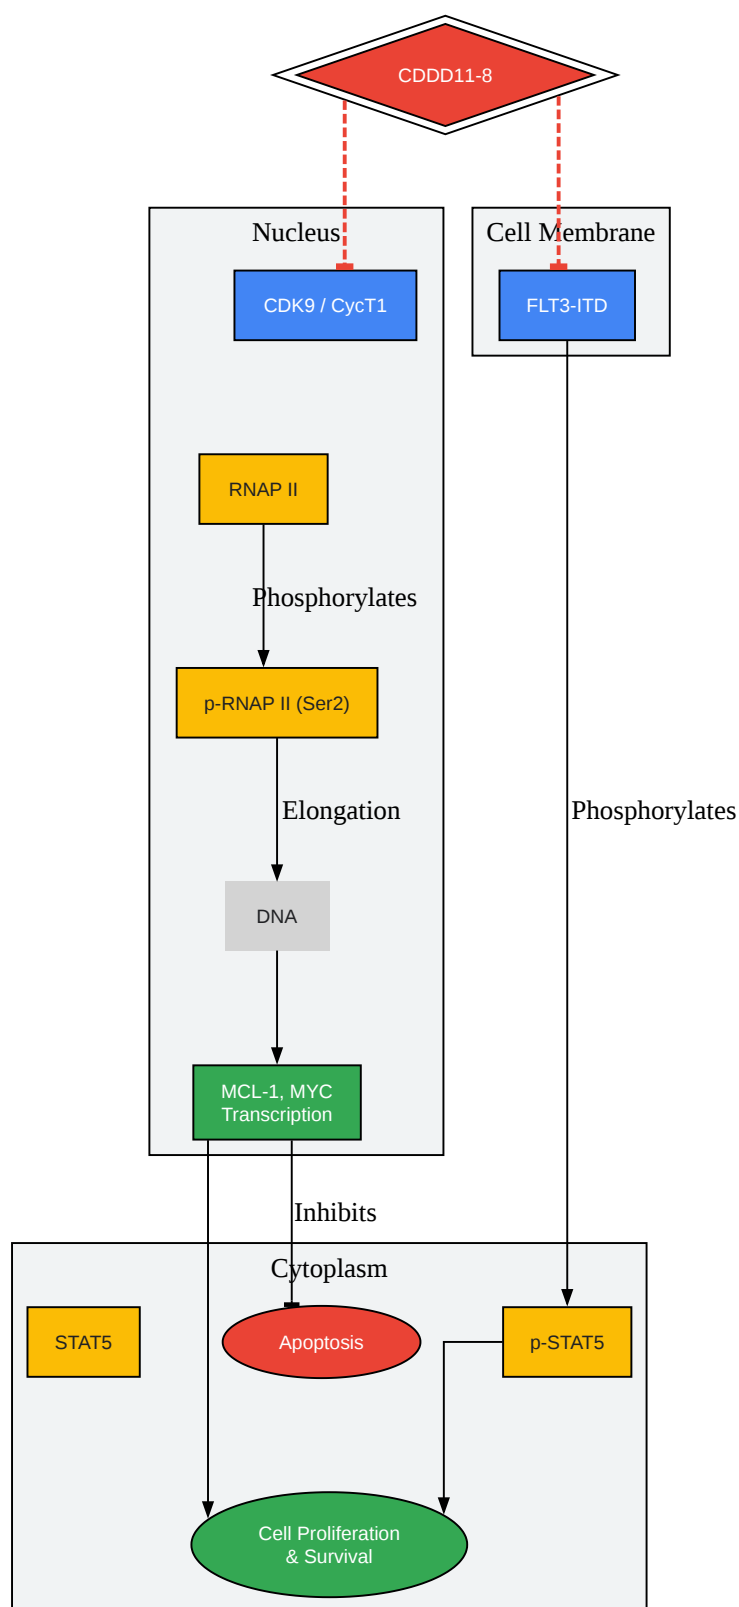 CDDD11-8
Nucleus
Cell Membrane
CDK9 / CycT1
FLT3-ITD
RNAP II
Phosphorylates
p-RNAP II (Ser2)
Elongation
Phosphorylates
DNA
MCL-1, MYC
Transcription
Inhibits
Cytoplasm
STAT5
Apoptosis
p-STAT5
Cell Proliferation
& Survival